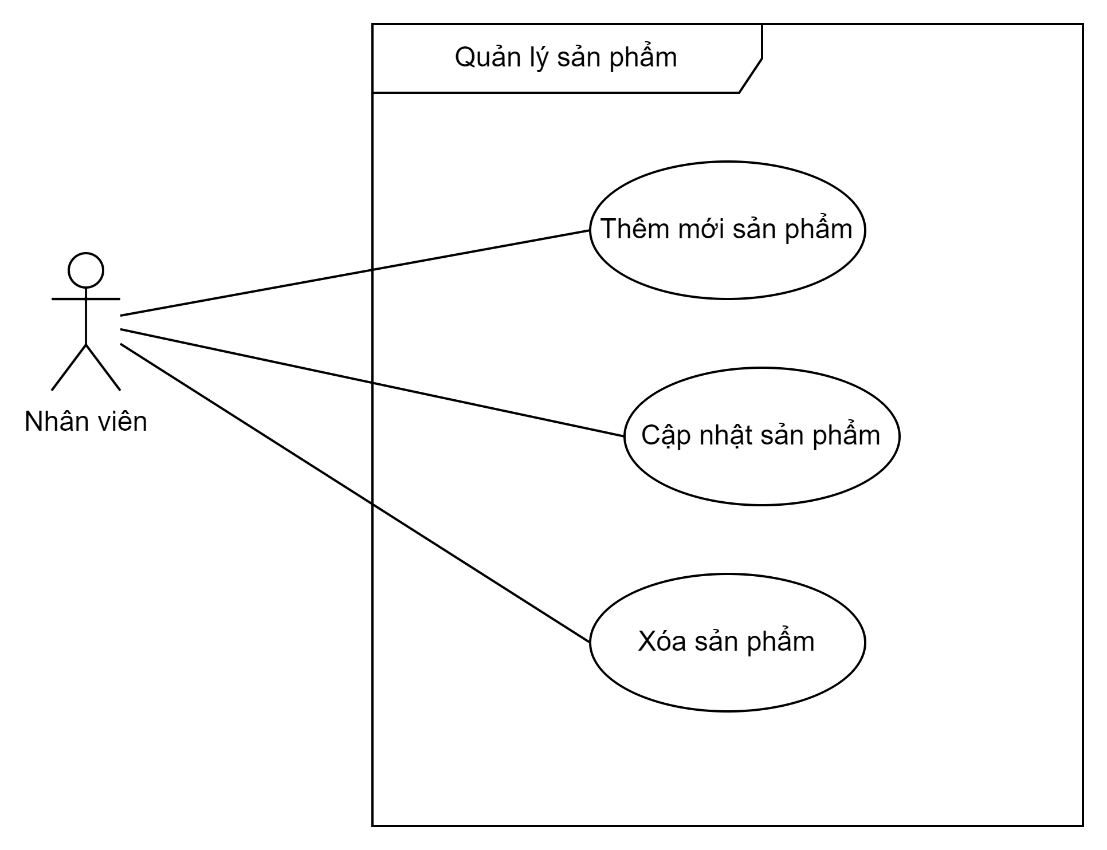 Quản lý sản phẩm
Thêm mới sản phẩm
Nhân viên
Cập nhật sản phẩm
Xóa sản phẩm